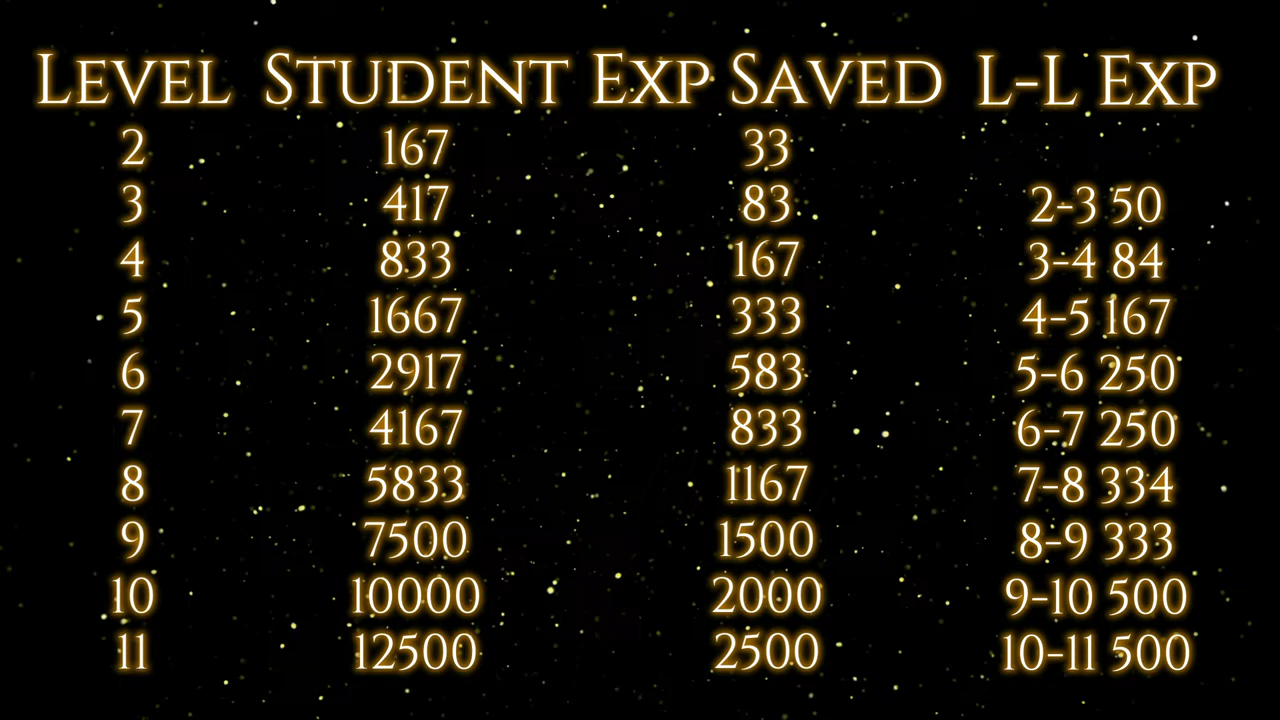 Level Student Exp Saved L-L Exp
2 167 33
3 417 83 2-3 50
4 833 167 3-4 84
5 1667 333 4-5 167
6 2917 583 5-6 250
7 4167 833 6-7 250
8 5833 1167 7-8 334
9 7500 1500 8-9 333
10 10000 2000 9-10 500
11 12500 2500 10-11 500